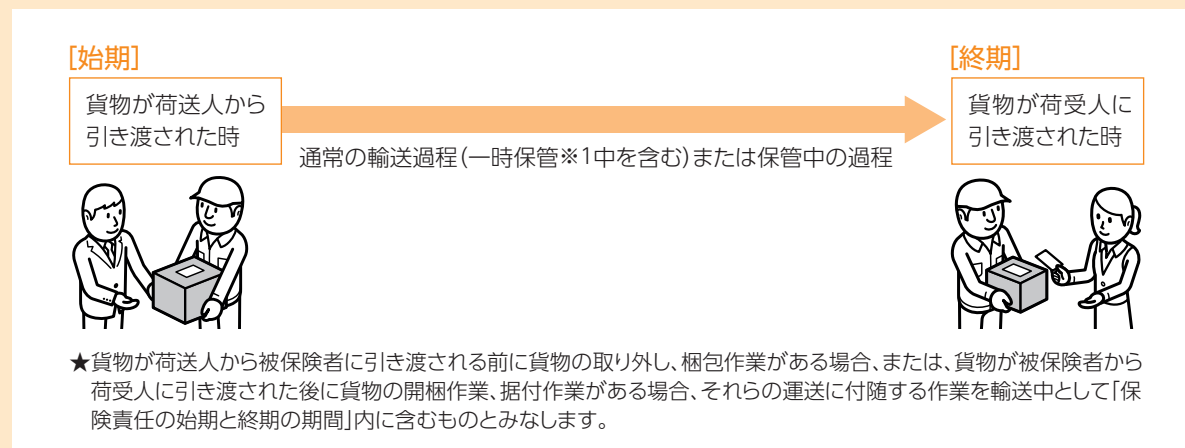 [始期]
[終期]
貨物が荷送人から
引き渡された時
通常の輸送過程(一時保管※1中を含む)または保管中の過程
貨物が荷受人に
引き渡された時
★貨物が荷送人から被保険者に引き渡される前に貨物の取り外し、梱包作業がある場合、または、貨物が被保険者から
荷受人に引き渡された後に貨物の開梱作業、据付作業がある場合、それらの運送に付随する作業を輸送中として「保
険責任の始期と終期の期間」内に含むものとみなします。